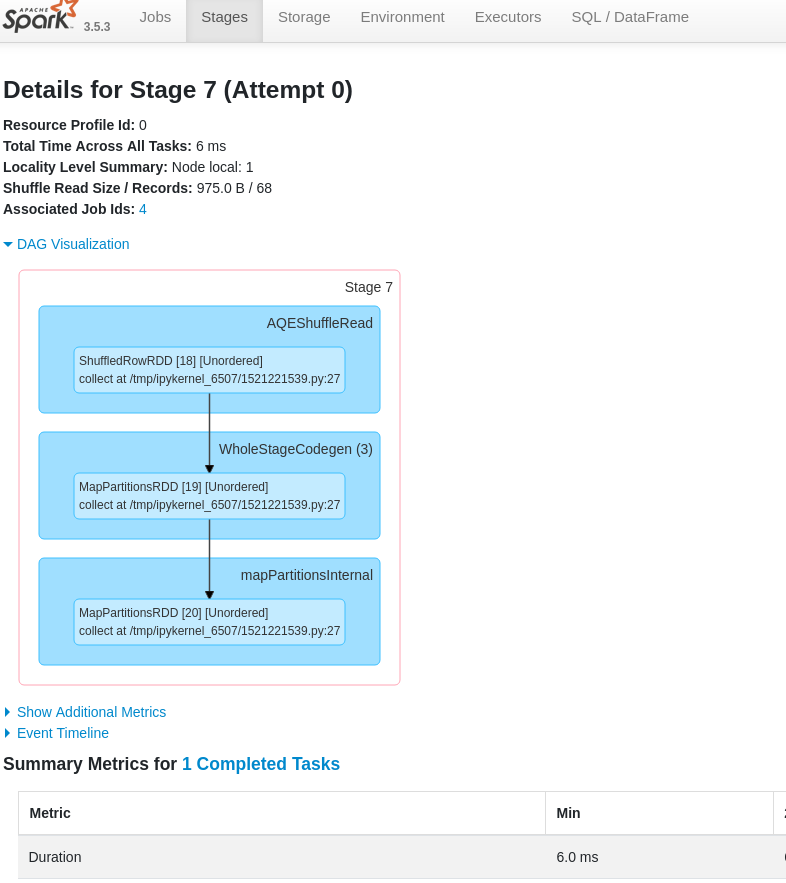 APACHE
Spark 3.5.3 Jobs Stages Storage Environment Executors SQL / DataFrame
Details for Stage 7 (Attempt 0)
Resource Profile Id: 0
Total Time Across All Tasks: 6 ms
Locality Level Summary: Node local: 1
Shuffle Read Size / Records: 975.0 B / 68
Associated Job Ids: 4
DAG Visualization
Stage 7
AQEShuffleRead
ShuffledRowRDD [18] [Unordered]
collect at /tmp/ipykernel_6507/1521221539.py:27
WholeStageCodegen (3)
MapPartitionsRDD [19] [Unordered]
collect at /tmp/ipykernel_6507/1521221539.py:27
mapPartitionsInternal
MapPartitionsRDD [20] [Unordered]
collect at /tmp/ipykernel_6507/1521221539.py:27
Show Additional Metrics
Event Timeline
Summary Metrics for 1 Completed Tasks
Metric Min
Duration 6.0 ms